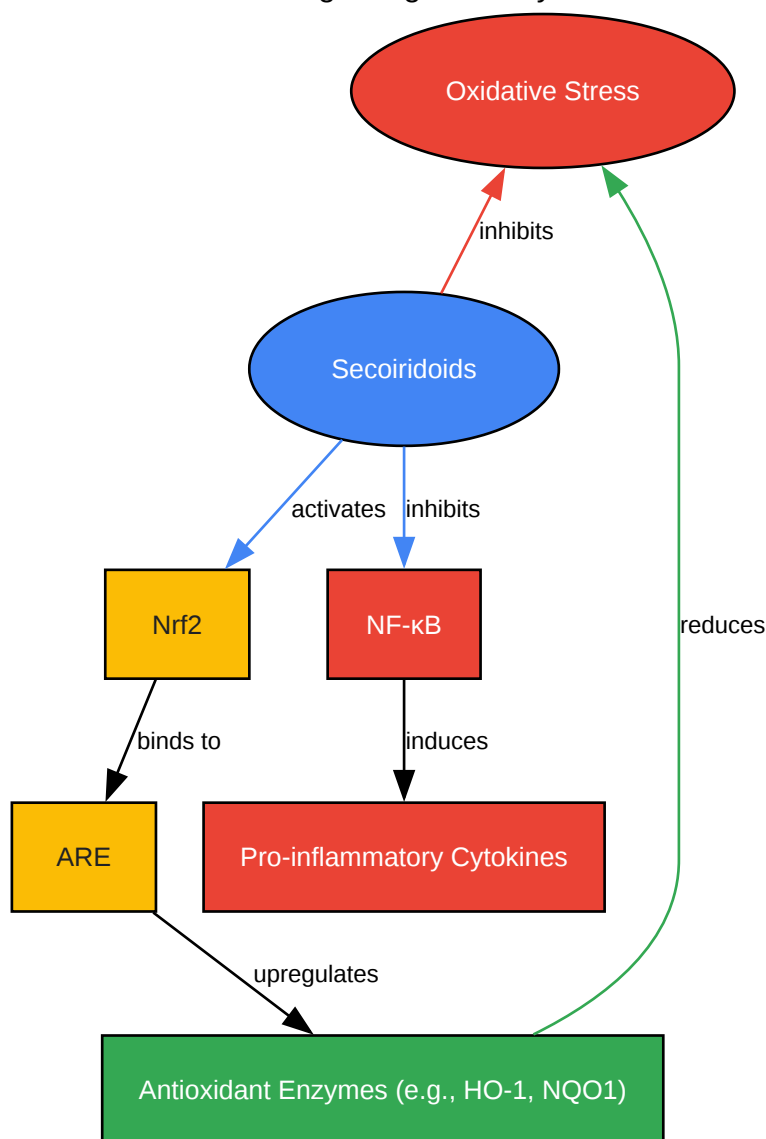 Oxidative Stress
inhibits
Secoiridoids
activates
inhibits
Nrf2
NF-κB
reduces
binds to
induces
ARE
Pro-inflammatory Cytokines
upregulates
Antioxidant Enzymes (e.g., HO-1, NQO1)